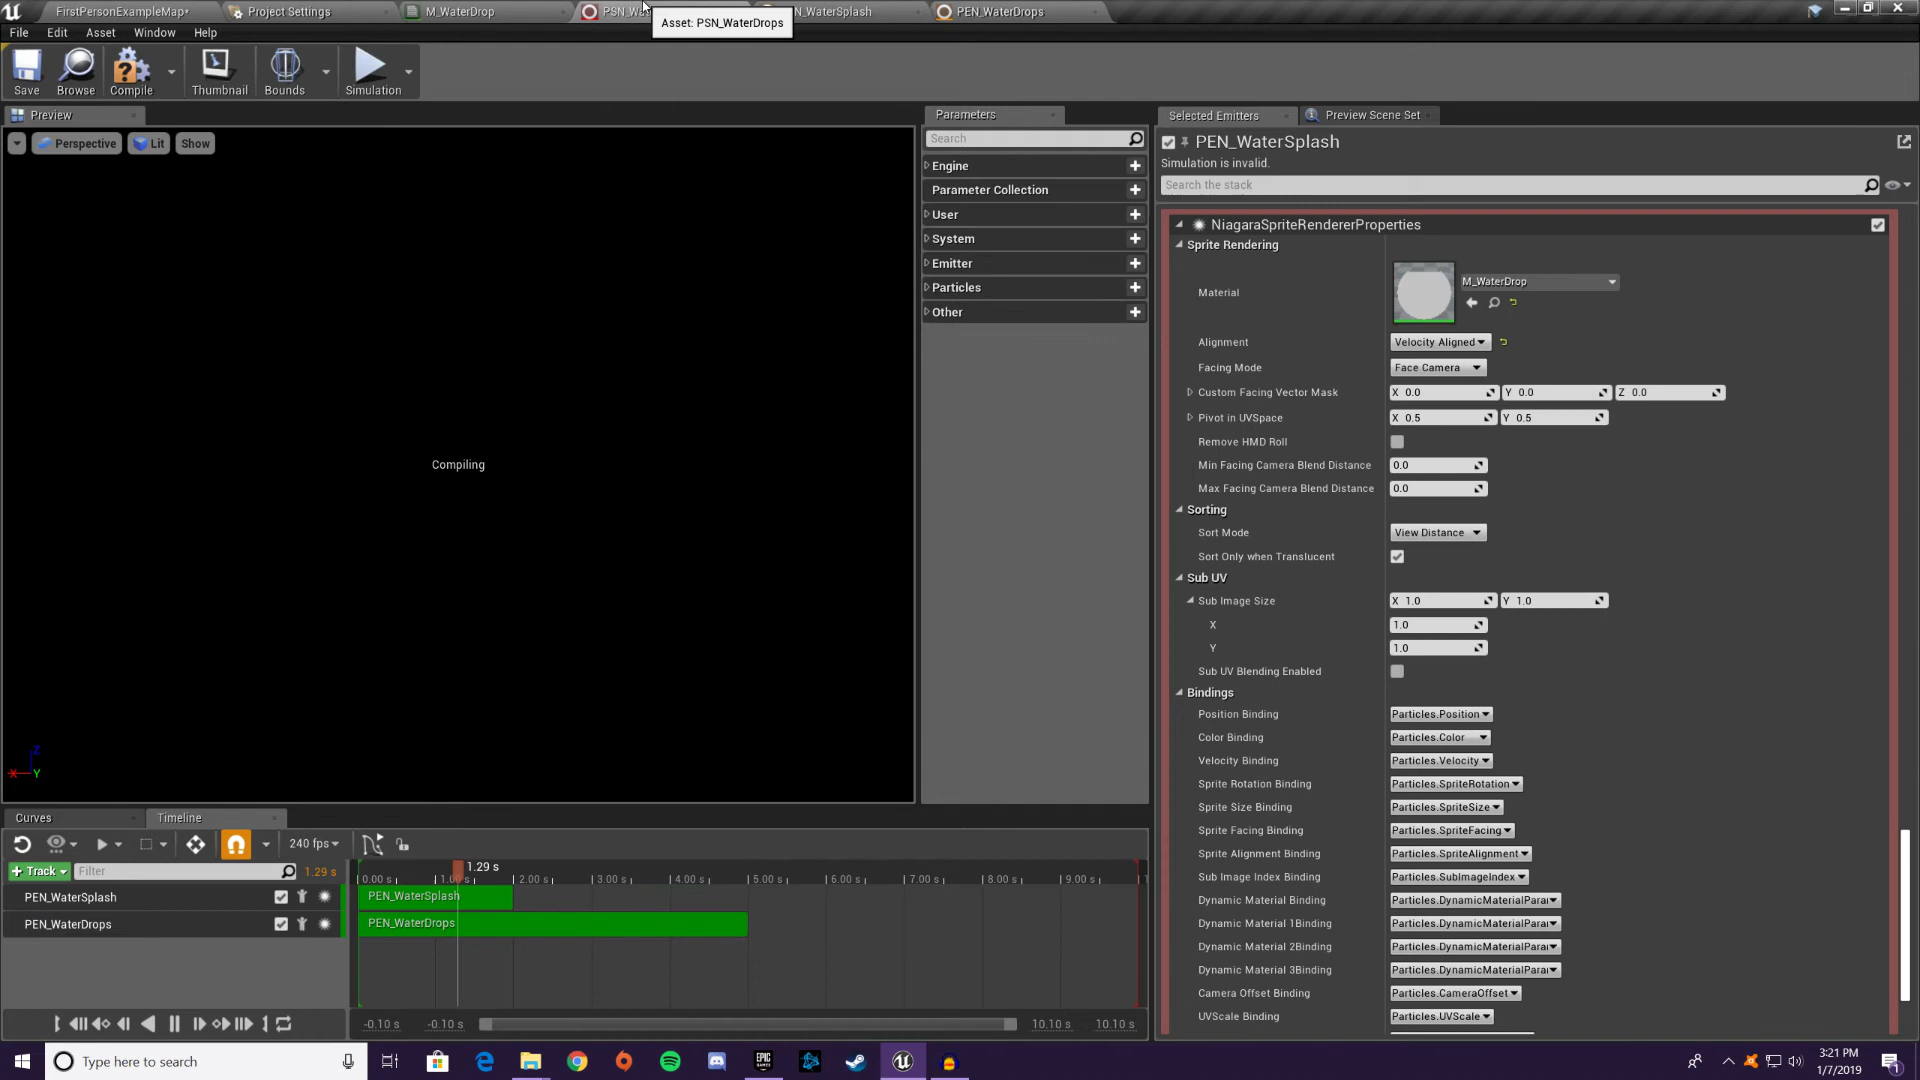 FirstPersonExampleMap*
Project Settings
M_WaterDrop
PSN_Wa
N_WaterSplash
PEN_WaterDrops
Asset: PSN_WaterDrops
File Edit Asset Window Help
Save
Browse
Compile
Thumbnail
Bounds
Simulation
Preview
Perspective
Lit
Show
Compiling
X
Z
Y
Parameters
Search
Engine
Parameter Collection
User
System
Emitter
Particles
Other
Selected Emitters
Preview Scene Set
PEN_WaterSplash
Simulation is invalid.
Search the stack
NiagaraSpriteRendererProperties
Sprite Rendering
Material M_WaterDrop
Alignment Velocity Aligned
Facing Mode Face Camera
Custom Facing Vector Mask X 0.0 Y 0.0 Z 0.0
Pivot in UVSpace X 0.5 Y 0.5
Remove HMD Roll
Min Facing Camera Blend Distance 0.0
Max Facing Camera Blend Distance 0.0
Sorting
Sort Mode View Distance
Sort Only when Translucent
Sub UV
Sub Image Size X 1.0 Y 1.0
X 1.0
Y 1.0
Sub UV Blending Enabled
Bindings
Position Binding Particles.Position
Color Binding Particles.Color
Velocity Binding Particles.Velocity
Sprite Rotation Binding Particles.SpriteRotation
Sprite Size Binding Particles.SpriteSize
Sprite Facing Binding Particles.SpriteFacing
Sprite Alignment Binding Particles.SpriteAlignment
Sub Image Index Binding Particles.SubImageIndex
Dynamic Material Binding Particles.DynamicMaterialParar
Dynamic Material 1Binding Particles.DynamicMaterialParar
Dynamic Material 2Binding Particles.DynamicMaterialParar
Dynamic Material 3Binding Particles.DynamicMaterialParar
Camera Offset Binding Particles.CameraOffset
UVScale Binding Particles.UVScale
Curves
Timeline
240 fps
Track
Filter
1.29 s
1.29 s
0.00 s 1.00 s 2.00 s 3.00 s 4.00 s 5.00 s 6.00 s 7.00 s 8.00 s 9.00 s 1
PEN_WaterSplash
PEN_WaterSplash
PEN_WaterDrops
PEN_WaterDrops
-0.10 s
-0.10 s
10.10 s
10.10 s
Type here to search
EPIC
GAMES
3:21 PM
1/7/2019
1